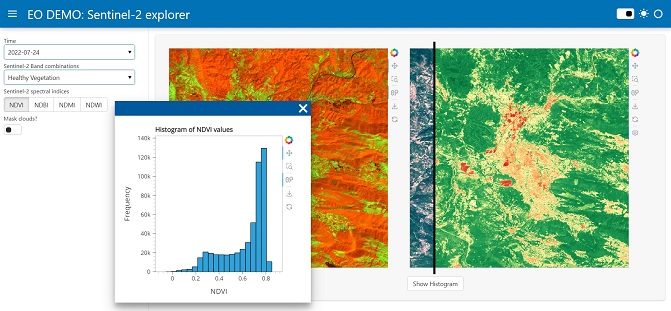 EO DEMO: Sentinel-2 explorer
Time
2022-07-24
Sentinel-2 Band combinations
Healthy Vegetation
Sentinel-2 spectral indices
NDVI NDBI NDMI NDWI
Mask clouds?
Histogram of NDVI values
140k
120k
100k
80k
60k
40k
20k
0
Frequency
0 0.2 0.4 0.6 0.8
NDVI
Show Histogram